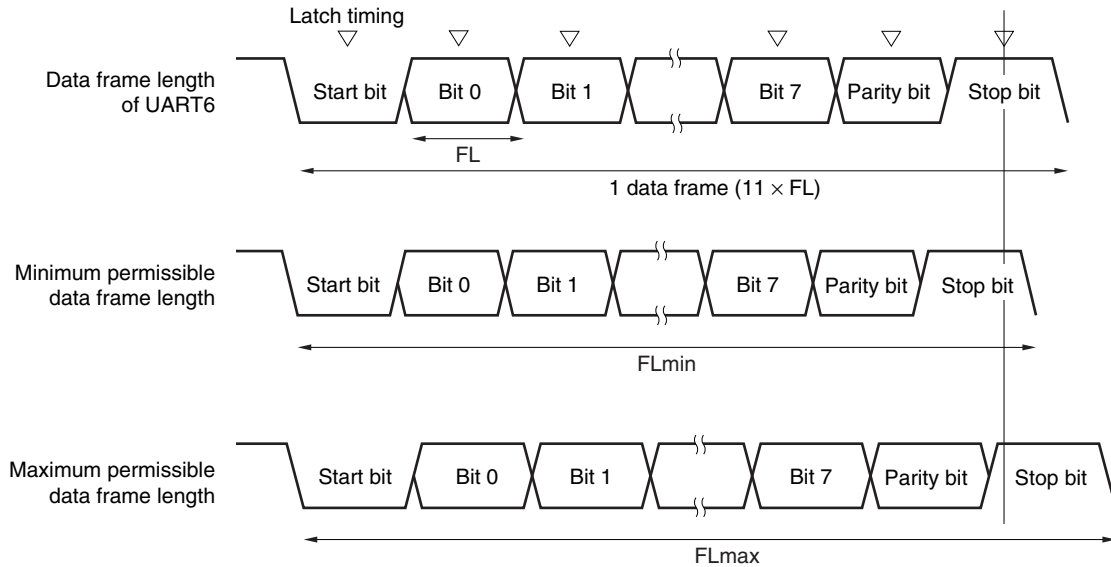 Latch timing
Data frame length
of UART6
Start bit
Bit 0
Bit 1
Bit 7
Parity bit
Stop bit
FL
1 data frame (11 × FL)
Minimum permissible
data frame length
Start bit
Bit 0
Bit 1
Bit 7
Parity bit
Stop bit
FLmin
Maximum permissible
data frame length
Start bit
Bit 0
Bit 1
Bit 7
Parity bit
Stop bit
FLmax